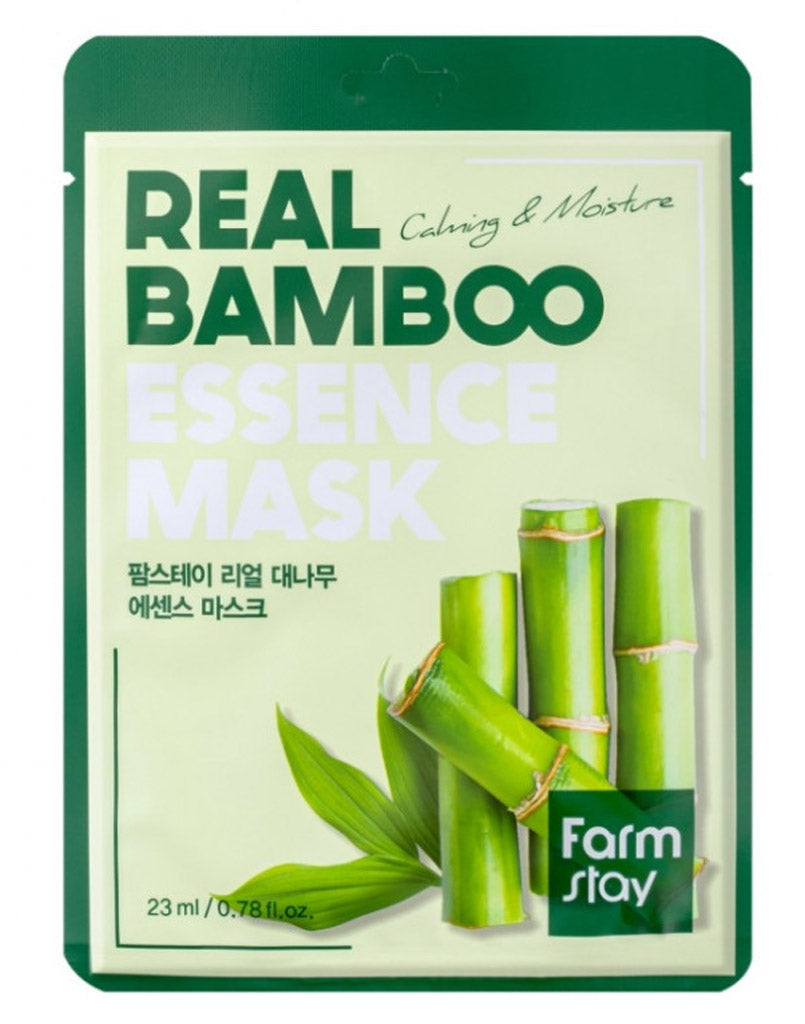 REAL
Calming & Moisture
BAMBOO
ESSENCE
MASK
팜스테이 리얼 대나무
에센스 마스크
23 ml / 0.78 fl.oz.
Farm
stay